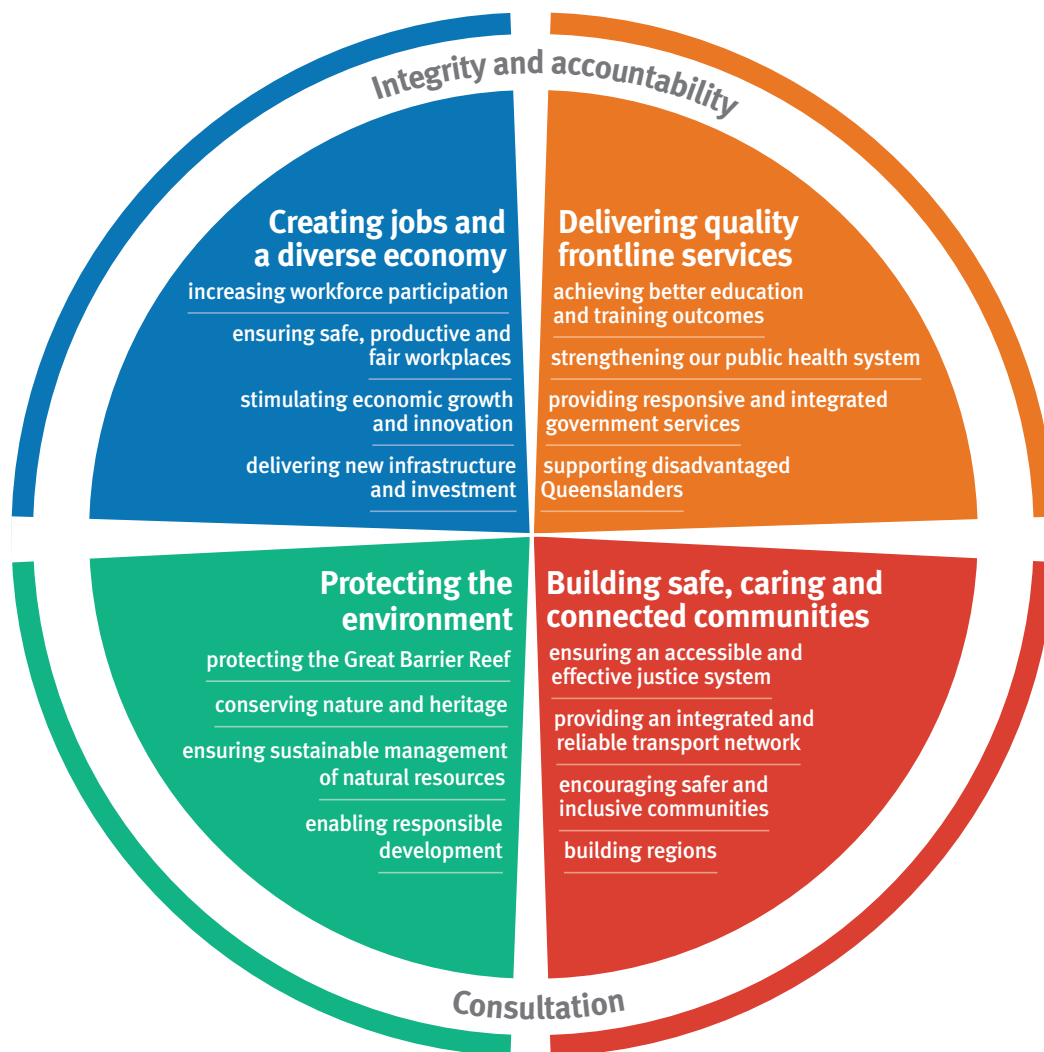 Integrity and accountability
Creating jobs and
a diverse economy
increasing workforce participation
ensuring safe, productive and
fair workplaces
stimulating economic growth
and innovation
delivering new infrastructure
and investment
Delivering quality
frontline services
achieving better education
and training outcomes
strengthening our public health system
providing responsive and integrated
government services
supporting disadvantaged
Queenslanders
Protecting the
environment
protecting the Great Barrier Reef
conserving nature and heritage
ensuring sustainable management
of natural resources
enabling responsible
development
Building safe, caring and
connected communities
ensuring an accessible and
effective justice system
providing an integrated and
reliable transport network
encouraging safer and
inclusive communities
building regions
Consultation